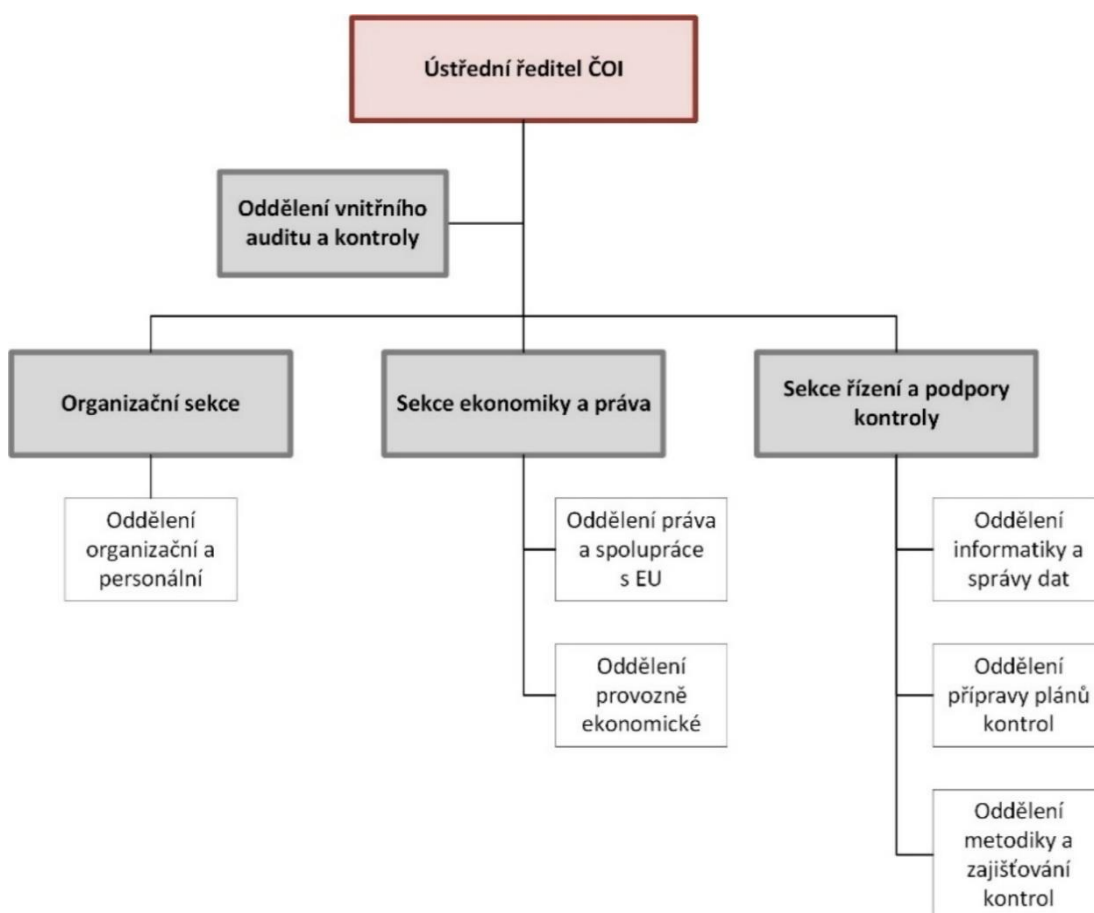 Ústřední ředitel ČOI
Oddělení vnitřního
auditu a kontroly
Organizační sekce
Sekce ekonomiky a práva
Sekce řízení a podpory
kontroly
Oddělení
organizační a
personální
Oddělení práva
a spolupráce
s EU
Oddělení
provozně
ekonomické
Oddělení
informatiky a
správy dat
Oddělení
přípravy plánů
kontrol
Oddělení
metodiky a
zajišťování
kontrol